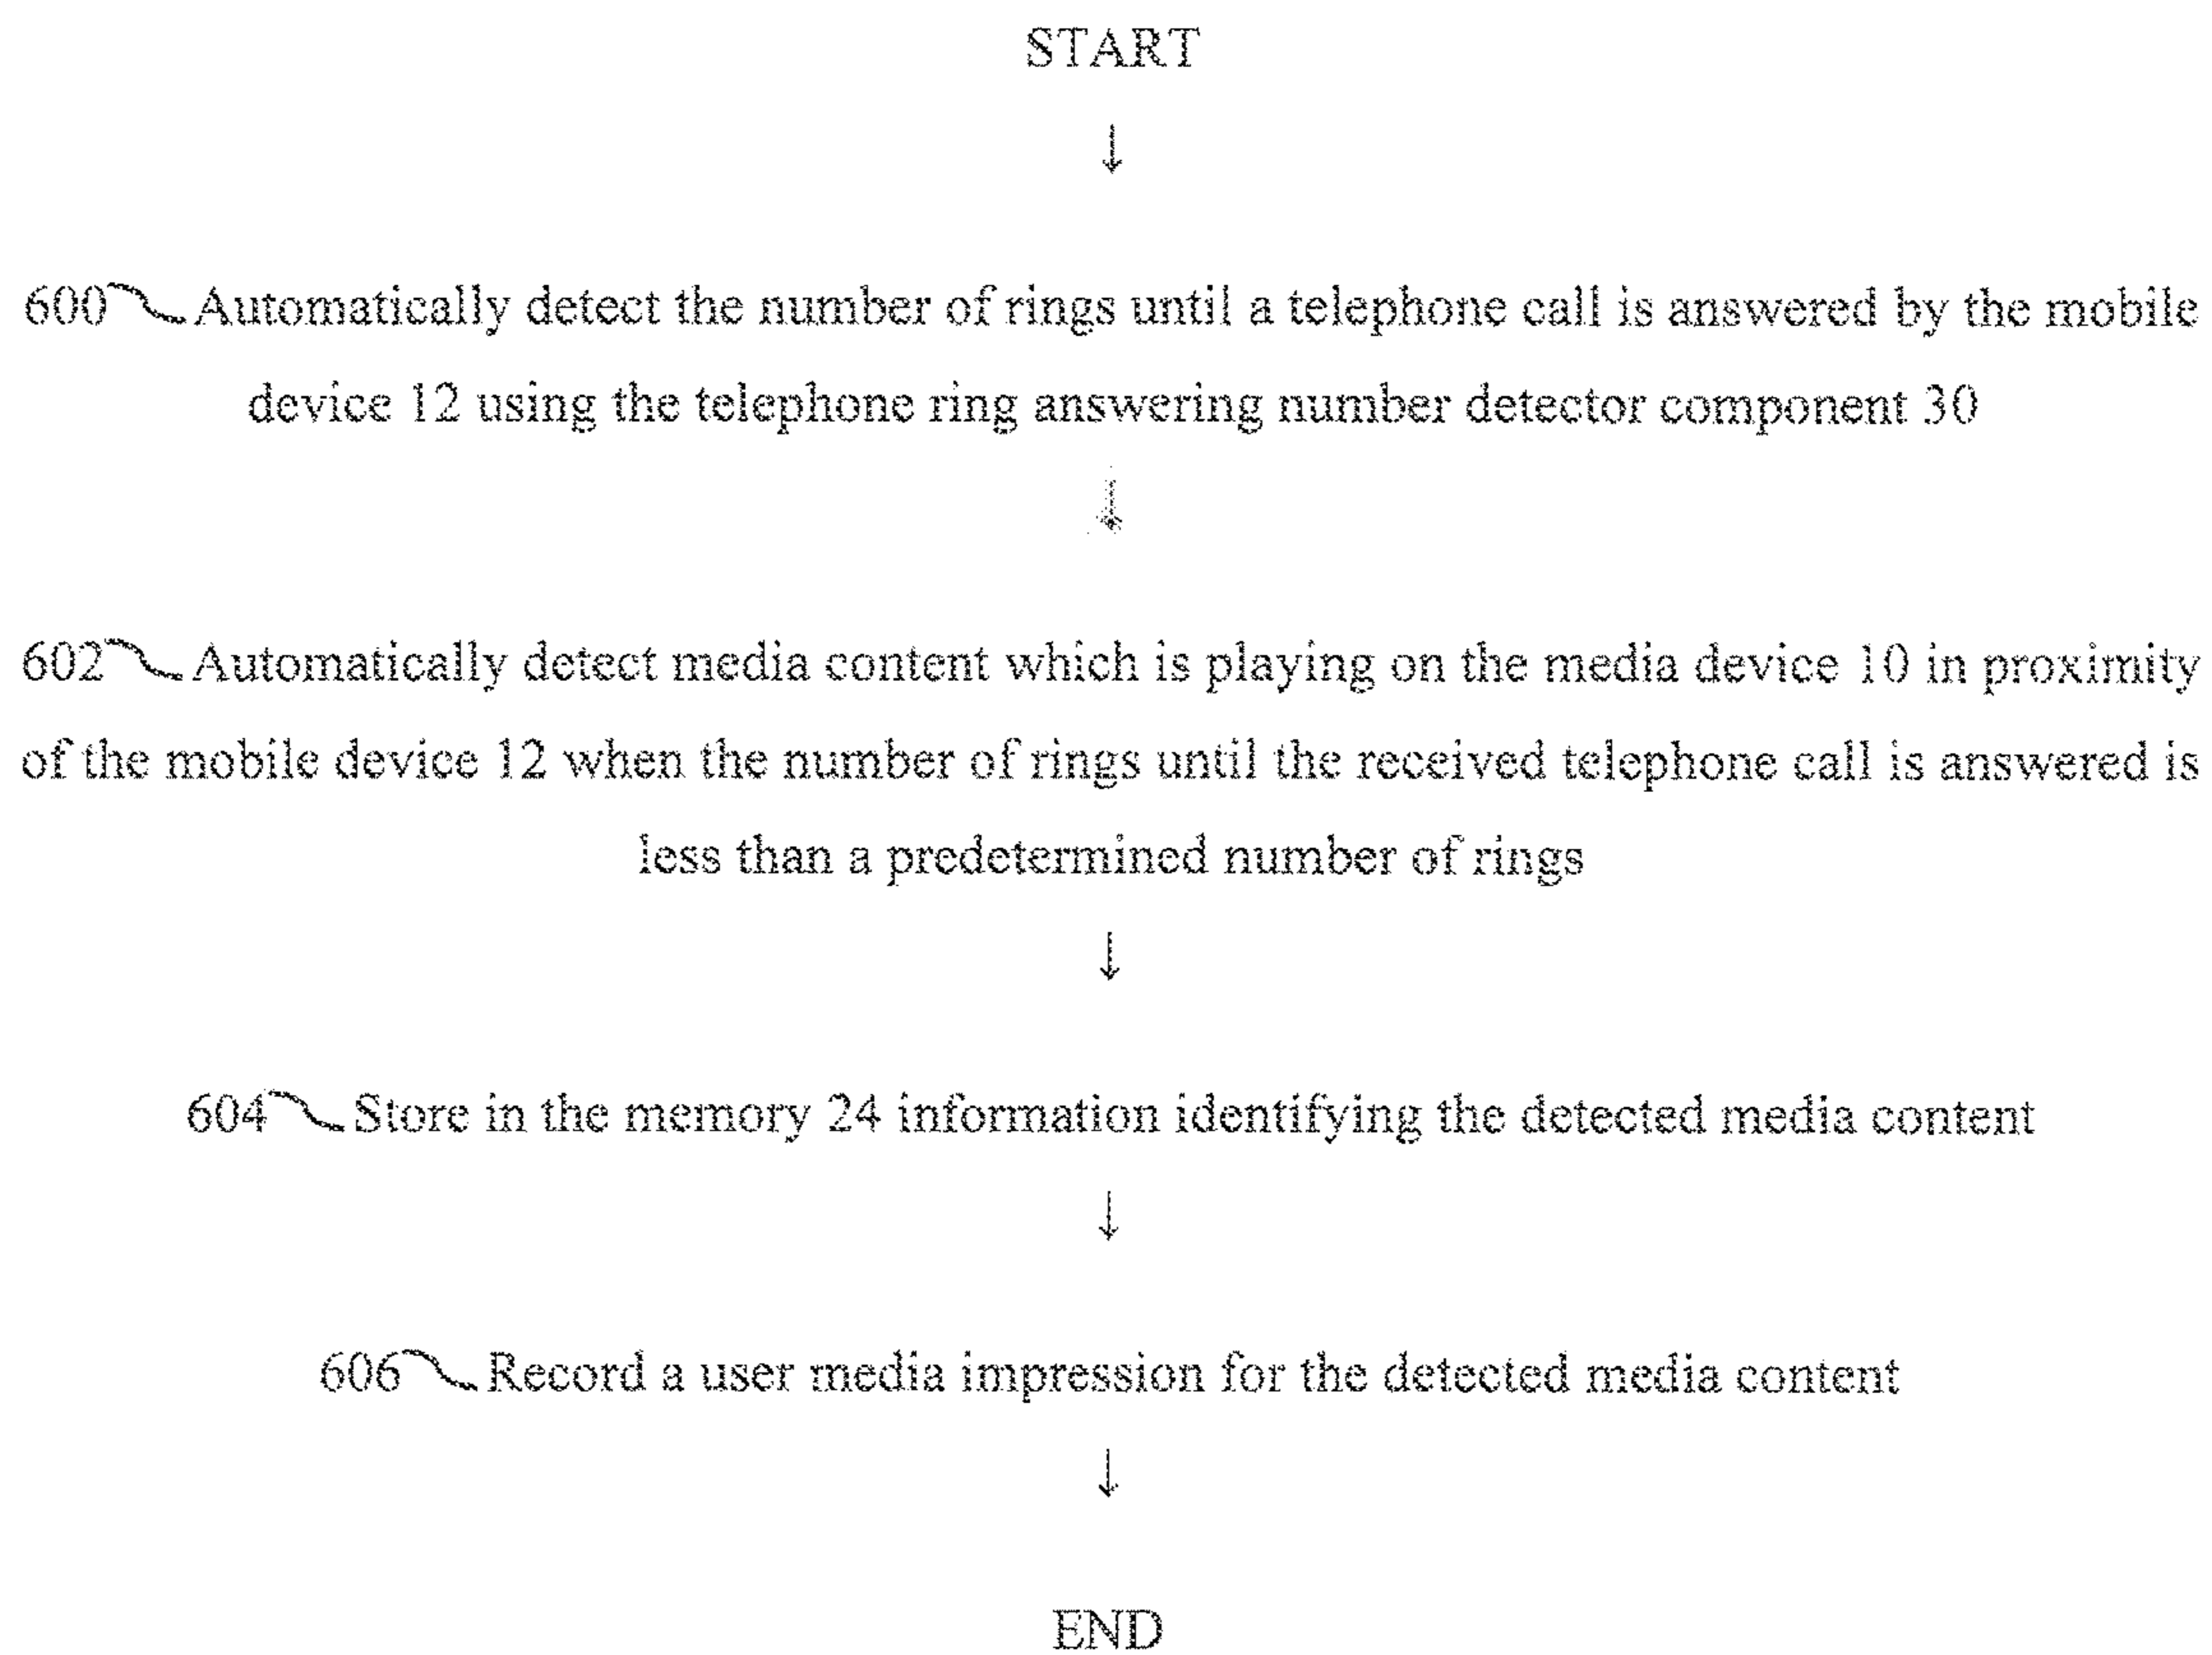 START
↓
600 Automatically detect the number of rings until a telephone call is answered by the mobile
device 12 using the telephone ring answering number detector component 30
↓
602 Automatically detect media content which is playing on the media device 10 in proximity
of the mobile device 12 when the number of rings until the received telephone call is answered is
less than a predetermined number of rings
↓
604 Store in the memory 24 information identifying the detected media content
↓
606 Record a user media impression for the detected media content
↓
END